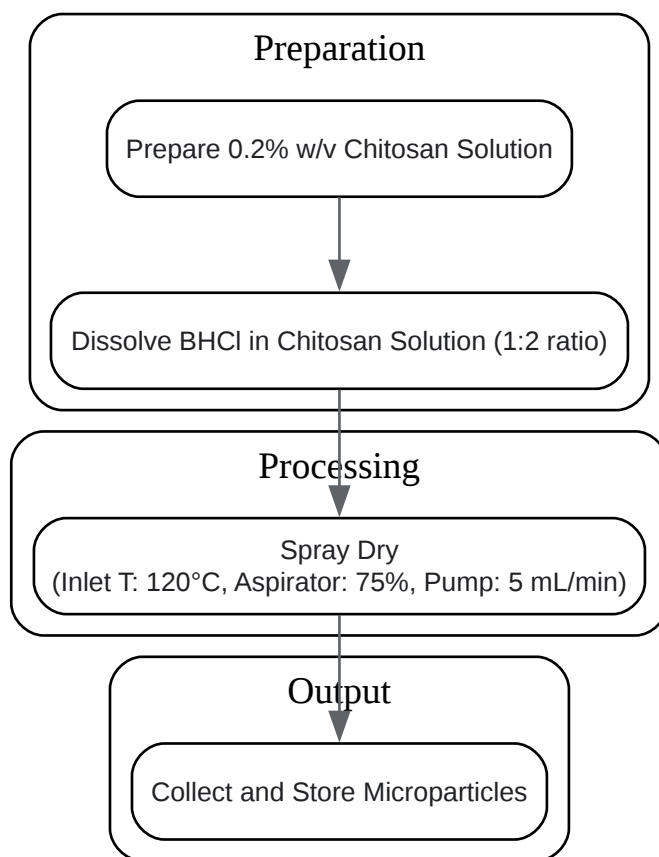 Preparation
Prepare 0.2% w/v Chitosan Solution
Dissolve BHCl in Chitosan Solution (1:2 ratio)
Processing
Spray Dry
(Inlet T: 120°C, Aspirator: 75%, Pump: 5 mL/min)
Output
Collect and Store Microparticles